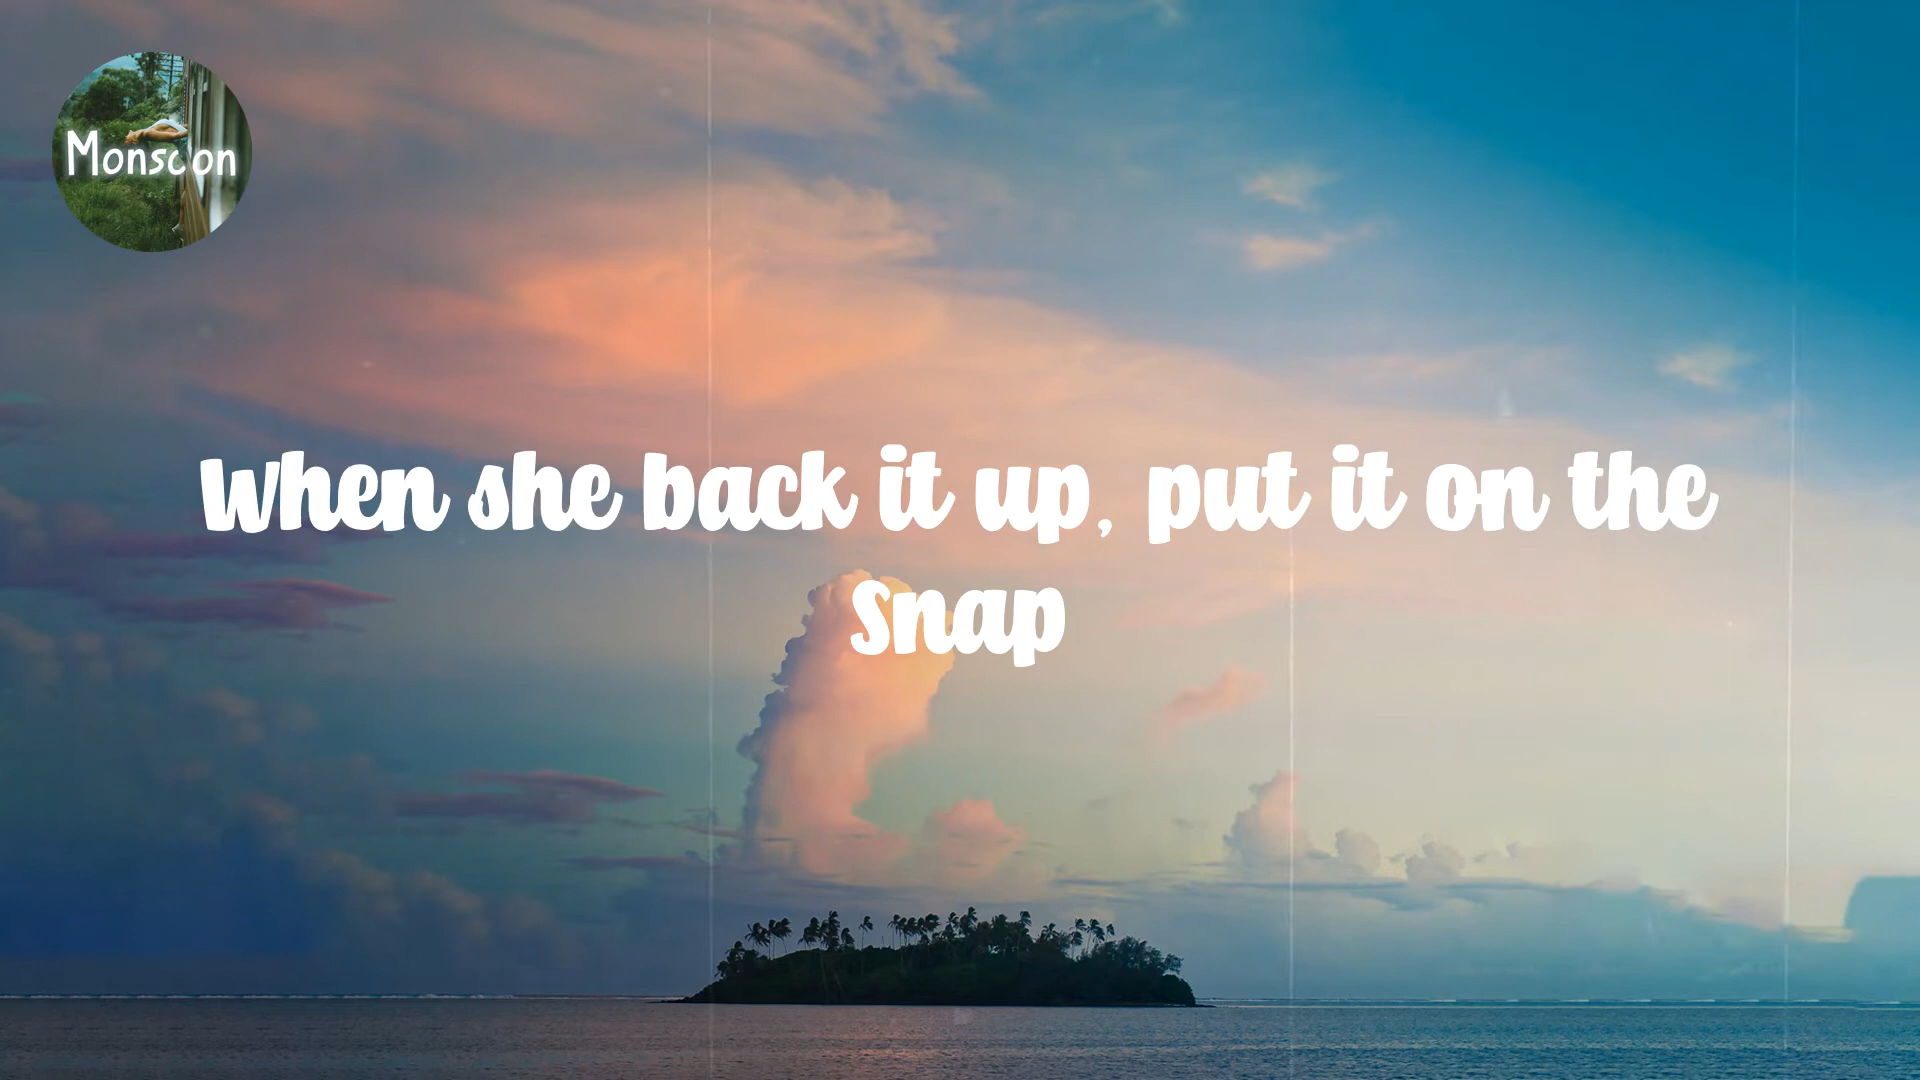 Monsoon
When she back it up, put it on the
Snap